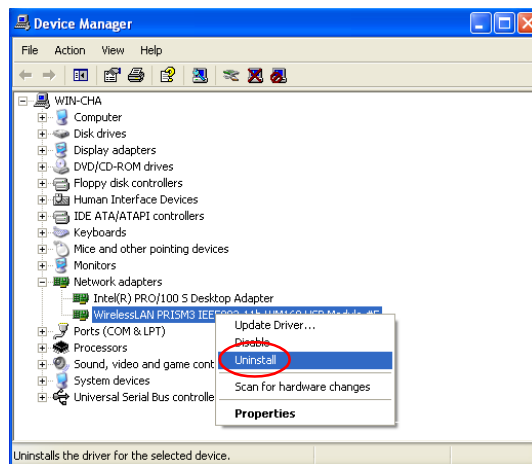 Device Manager
File Action View Help
WIN-CHA
Computer
Disk drives
Display adapters
DVD/CD-ROM drives
Floppy disk controllers
Human Interface Devices
IDE ATA/ATAPI controllers
Keyboards
Mice and other pointing devices
Monitors
Network adapters
Intel(R) PRO/100 S Desktop Adapter
WirelessLAN PRISM3 IEEE802.11b WM168 USB Module #5
Ports (COM & LPT)
Processors
Sound, video and game cont
System devices
Universal Serial Bus controlle
Update Driver...
Disable
Uninstall
Scan for hardware changes
Properties
Uninstalls the driver for the selected device.